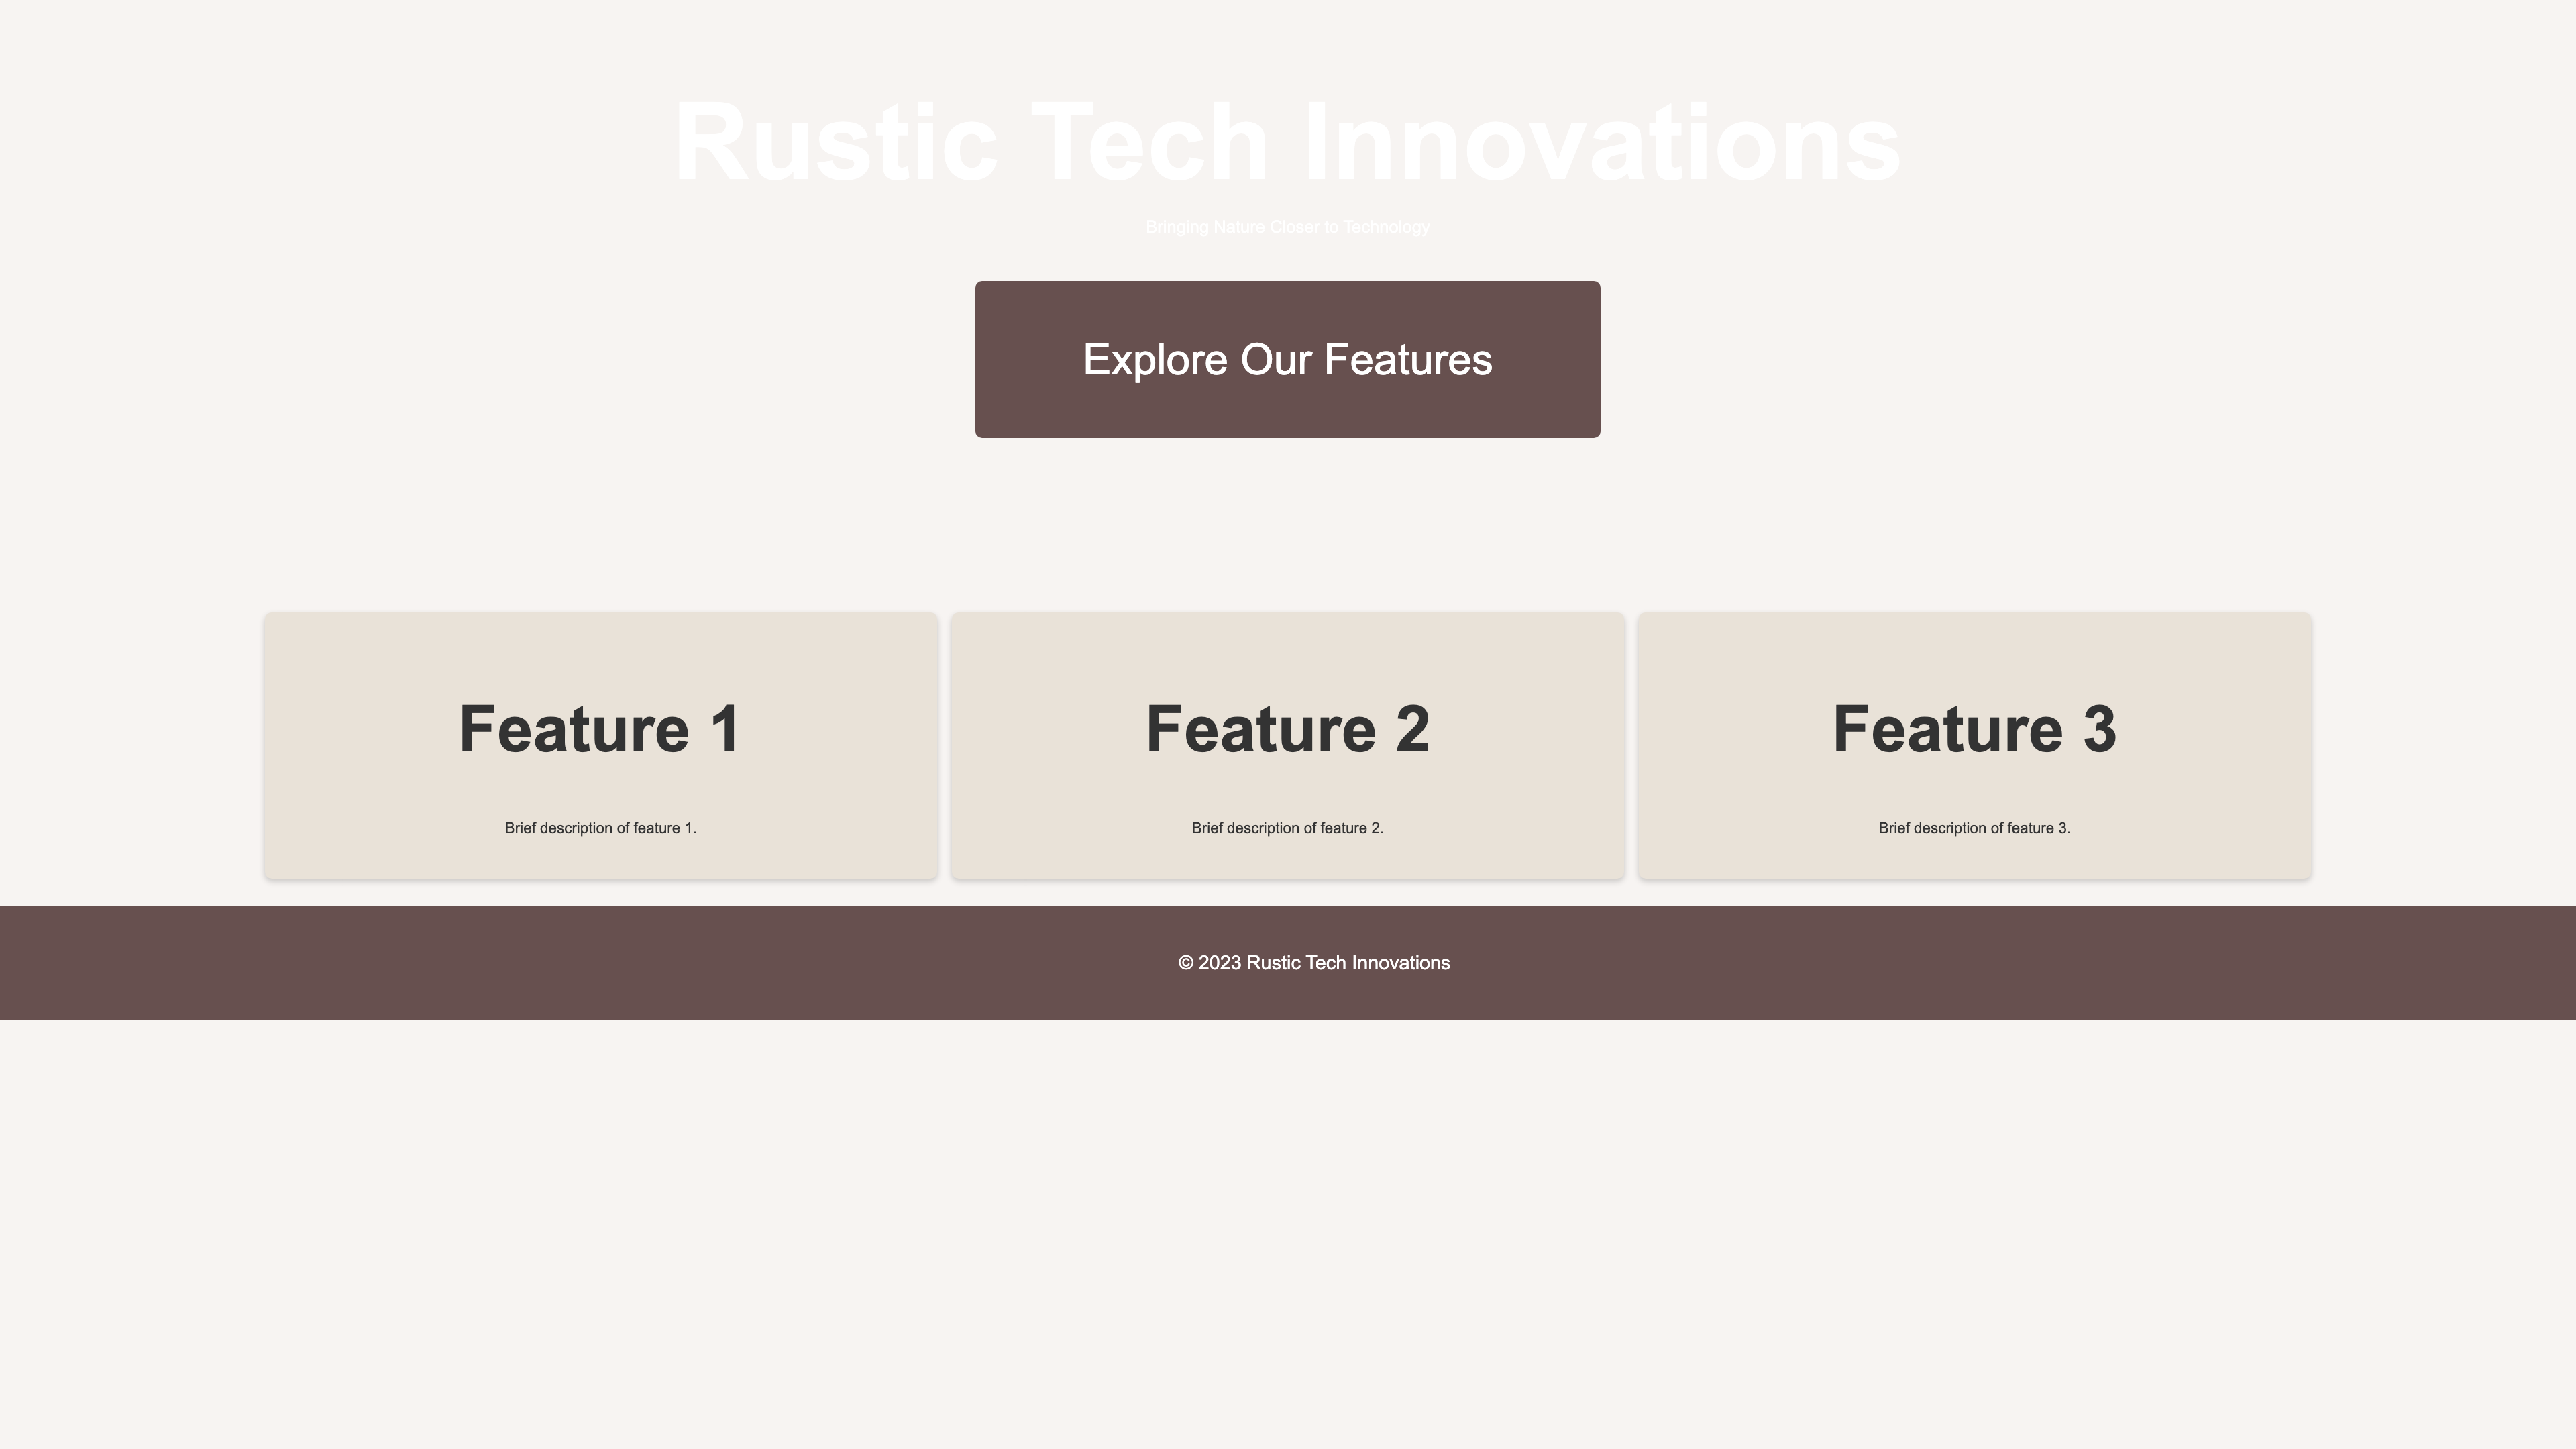 Rustic Tech Innovations
Bringing Nature Closer to Technology
Explore Our Features
Feature 1
Brief description of feature 1.
Feature 2
Brief description of feature 2.
Feature 3
Brief description of feature 3.
© 2023 Rustic Tech Innovations